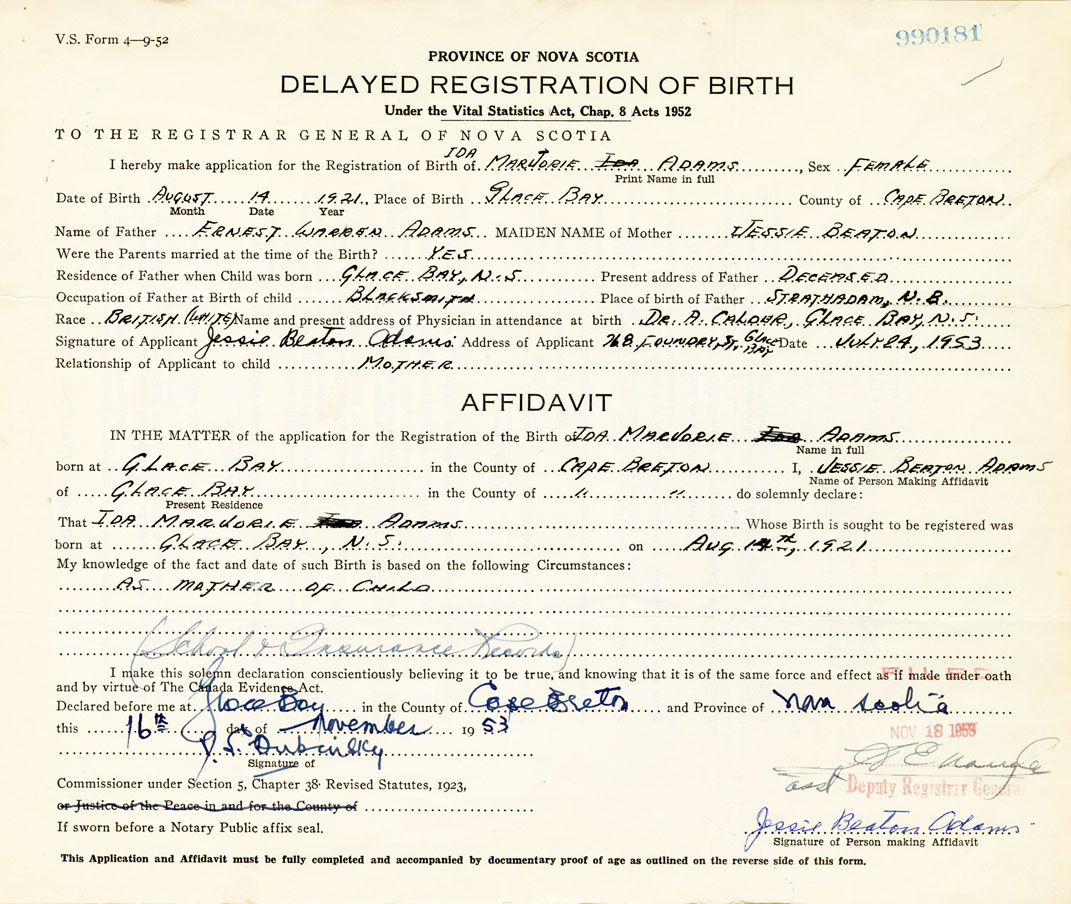 V.S. Form 4—9-52
990181
PROVINCE OF NOVA SCOTIA
DELAYED REGISTRATION OF BIRTH
Under the Vital Statistics Act, Chap. 8 Acts 1952
TO THE REGISTRAR GENERAL OF NOVA SCOTIA
I hereby make application for the Registration of Birth of IDA MARJORIE IDA ADAMS, Sex FEMALE
Print Name in full
Date of Birth AUGUST 14 1921, Place of Birth GLACE BAY County of CAPE BRETON
Month Date Year
Name of Father ERNEST WARREN ADAMS MAIDEN NAME of Mother JESSIE BEATON
Were the Parents married at the time of the Birth? YES
Residence of Father when Child was born GLACE BAY, N.S Present address of Father DECEASED
Occupation of Father at Birth of child BLACKSMITH Place of birth of Father STRATHADAM, N.B.
Race BRITISH (WHITE) Name and present address of Physician in attendance at birth DR. A. CALDER, GLACE BAY, N.S.
Signature of Applicant Jessie Beaton Adams Address of Applicant 768 FOUNDRY St, GLACE BAY Date JULY 24, 1953
Relationship of Applicant to child MOTHER
AFFIDAVIT
IN THE MATTER of the application for the Registration of the Birth of IDA MARJORIE IDA ADAMS
Name in full
born at GLACE BAY in the County of CAPE BRETON I, JESSIE BEATON ADAMS
Name of Person Making Affidavit
of GLACE BAY in the County of " " do solemnly declare:
Present Residence
That IDA MARJORIE ADAMS Whose Birth is sought to be registered was
born at GLACE BAY, N.S. on AUG 14th, 1921
My knowledge of the fact and date of such Birth is based on the following Circumstances:
AS MOTHER OF CHILD
(School & Insurance Records)
I make this solemn declaration conscientiously believing it to be true, and knowing that it is of the same force and effect as if made under oath
and by virtue of The Canada Evidence Act.
FILED
Declared before me at Glace Bay in the County of Cape Breton and Province of Nova Scotia
this 16th day of November 1953
NOV 18 1953
Signature of
Asst Deputy Registrar General
Commissioner under Section 5, Chapter 38 Revised Statutes, 1923,
or Justice of the Peace in and for the County of
If sworn before a Notary Public affix seal.
Jessie Beaton Adams
Signature of Person making Affidavit
This Application and Affidavit must be fully completed and accompanied by documentary proof of age as outlined on the reverse side of this form.